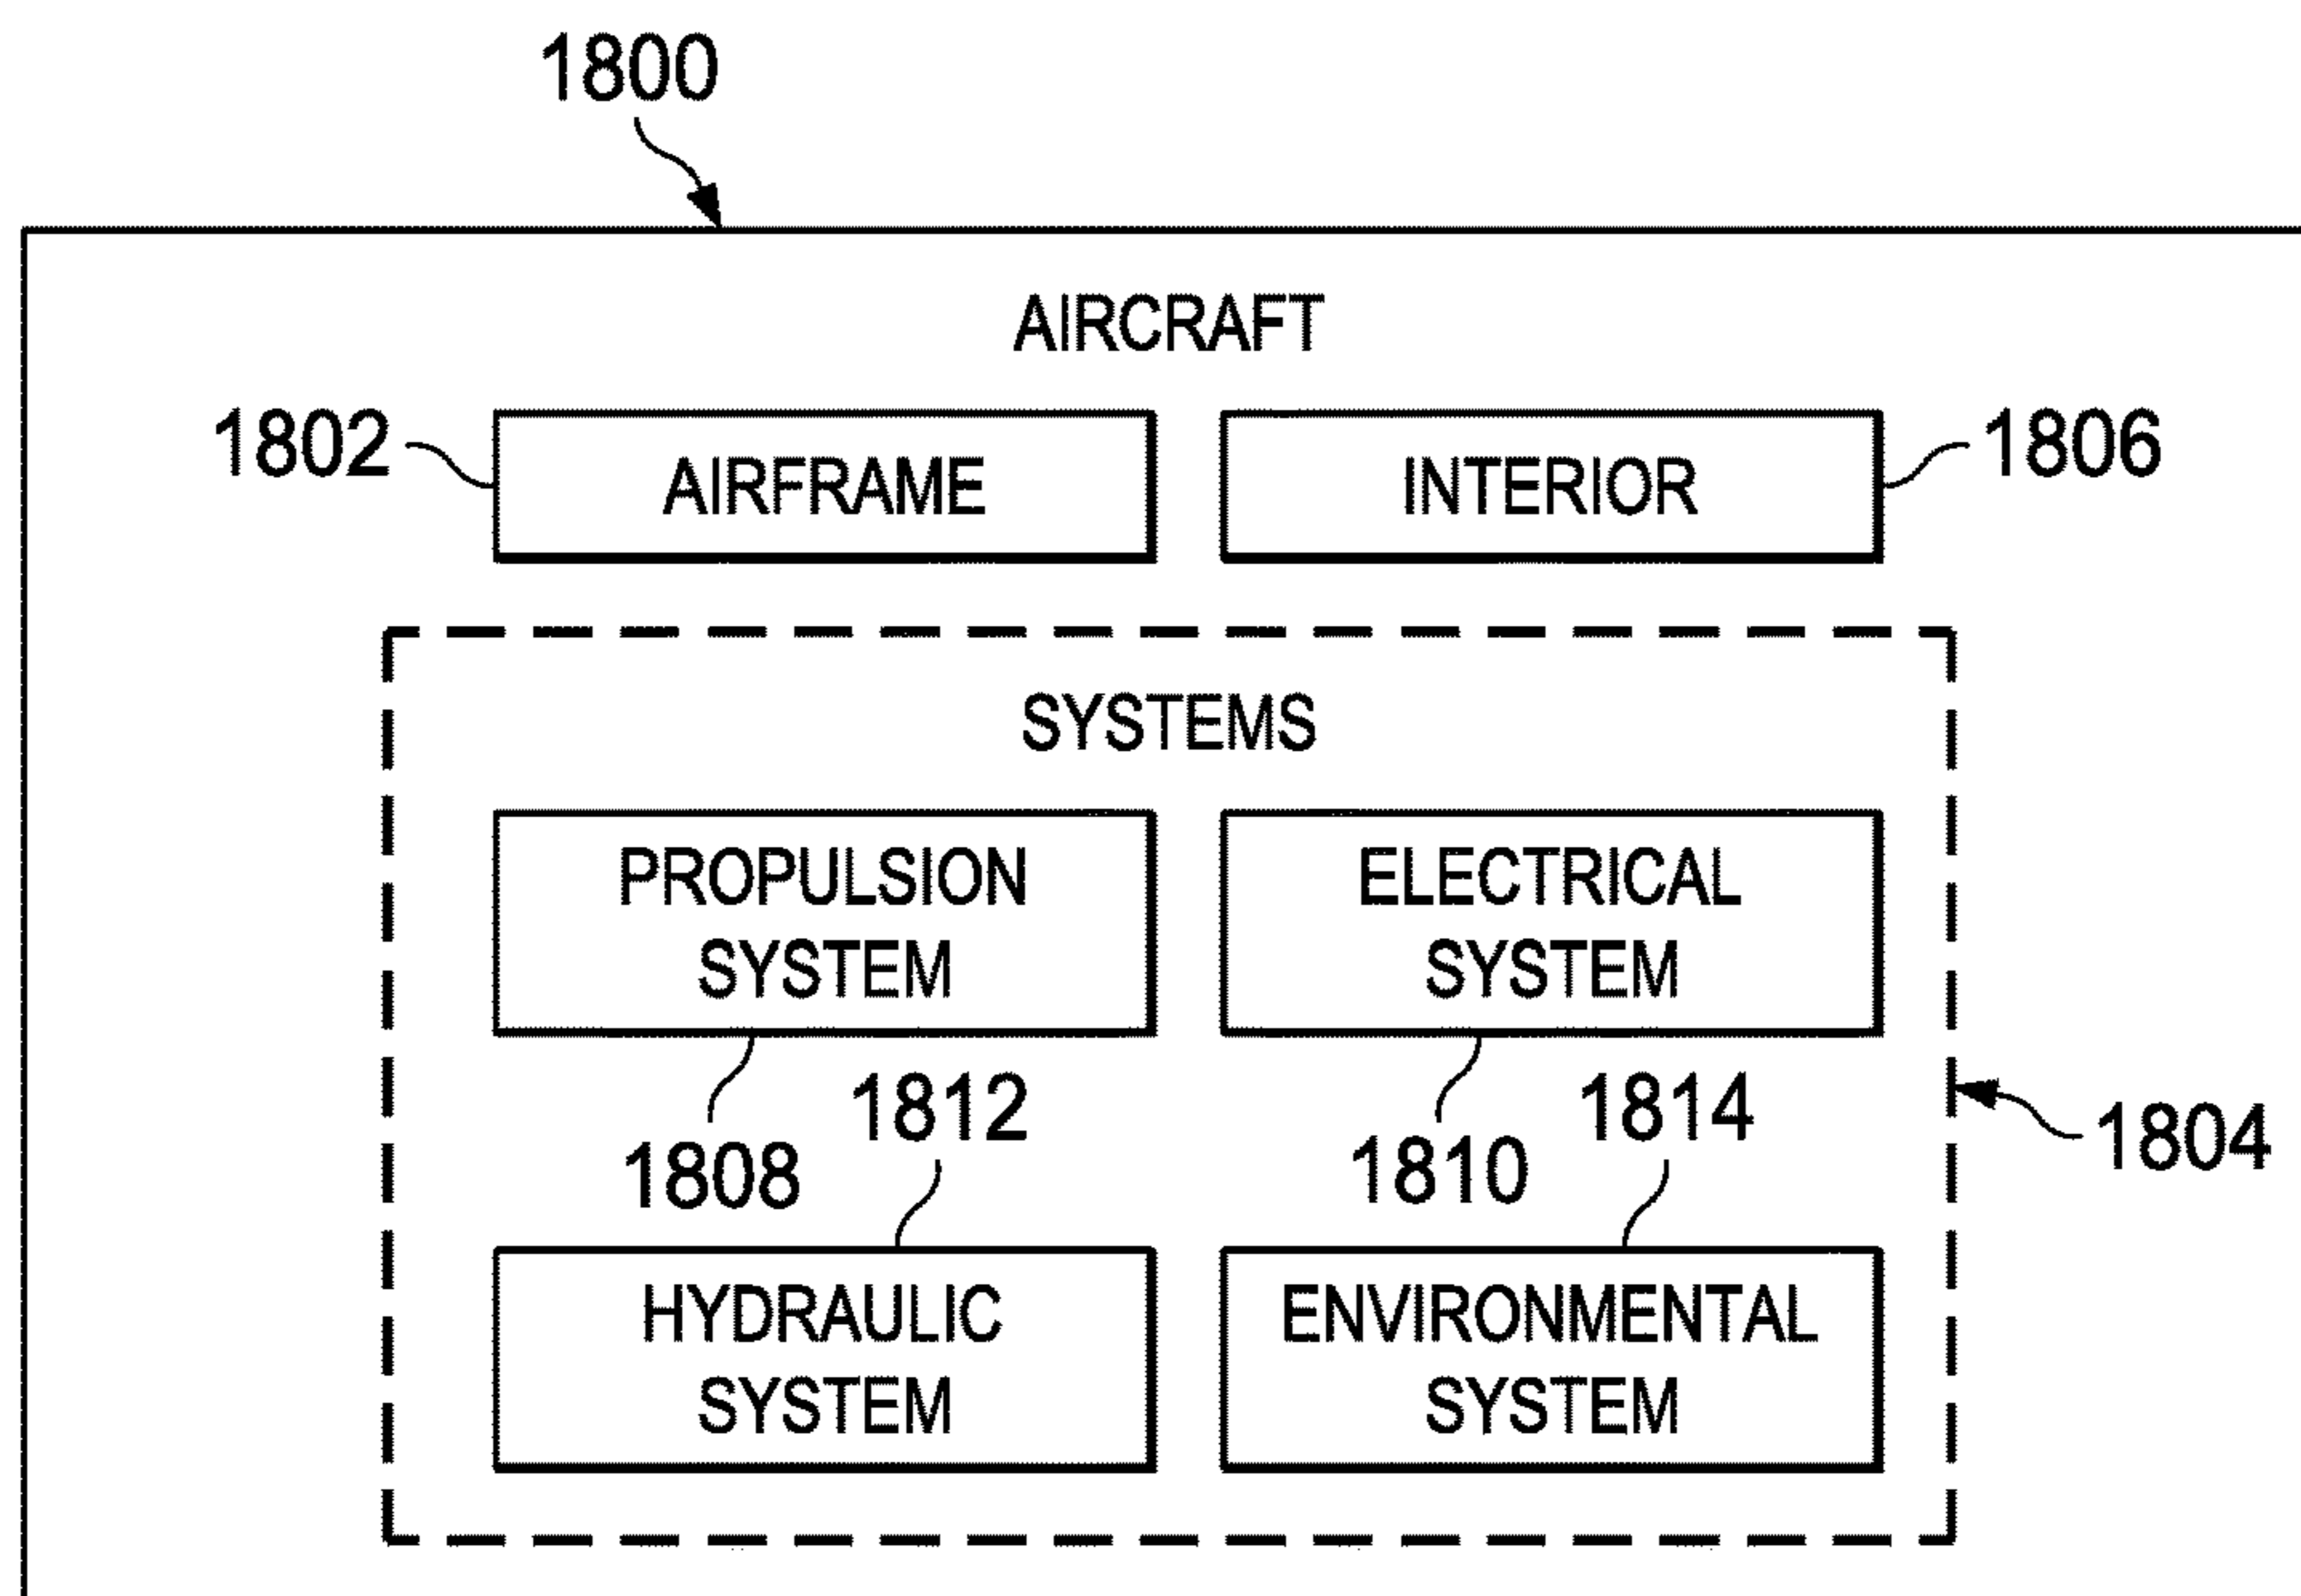 1800
AIRCRAFT
1802
AIRFRAME
INTERIOR
1806
SYSTEMS
PROPULSION
SYSTEM
ELECTRICAL
SYSTEM
1812
1814
1808
1810
1804
HYDRAULIC
SYSTEM
ENVIRONMENTAL
SYSTEM